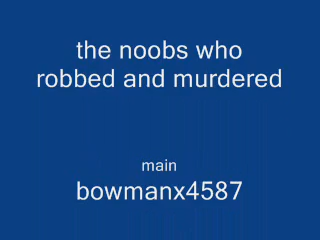 the noobs who
robbed and murdered
main
bowmanx4587